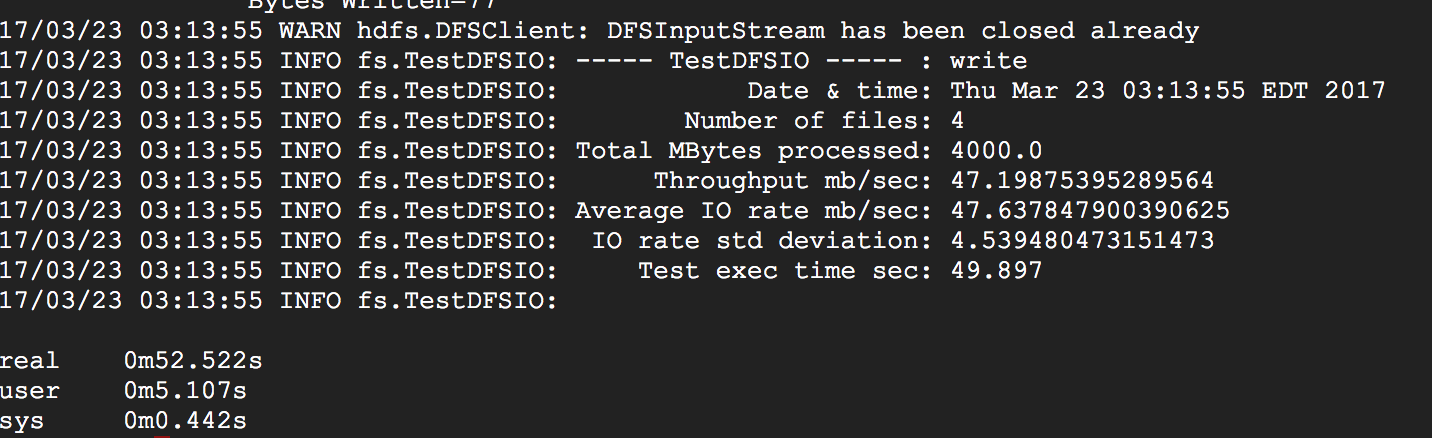 Bytes Written=77
17/03/23 03:13:55 WARN hdfs.DFSClient: DFSInputStream has been closed already
17/03/23 03:13:55 INFO fs.TestDFSIO: ----- TestDFSIO ----- : write
17/03/23 03:13:55 INFO fs.TestDFSIO:            Date & time: Thu Mar 23 03:13:55 EDT 2017
17/03/23 03:13:55 INFO fs.TestDFSIO:        Number of files: 4
17/03/23 03:13:55 INFO fs.TestDFSIO: Total MBytes processed: 4000.0
17/03/23 03:13:55 INFO fs.TestDFSIO:      Throughput mb/sec: 47.19875395289564
17/03/23 03:13:55 INFO fs.TestDFSIO: Average IO rate mb/sec: 47.637847900390625
17/03/23 03:13:55 INFO fs.TestDFSIO:  IO rate std deviation: 4.539480473151473
17/03/23 03:13:55 INFO fs.TestDFSIO:     Test exec time sec: 49.897
17/03/23 03:13:55 INFO fs.TestDFSIO:
real    0m52.522s
user    0m5.107s
sys     0m0.442s